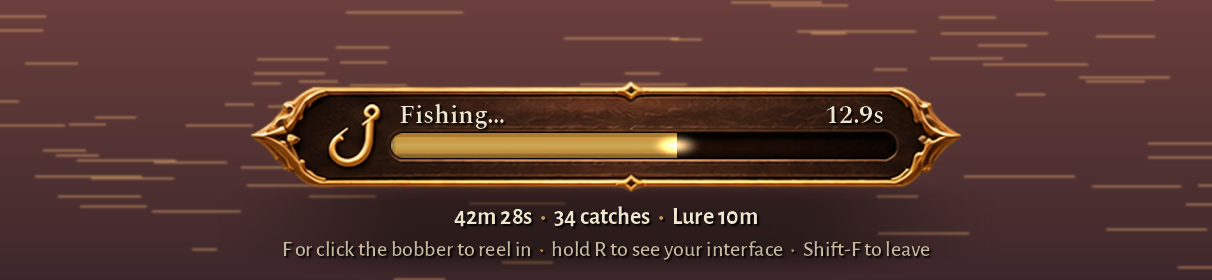 Fishing... 12.9s
42m 28s · 34 catches · Lure 10m
F or click the bobber to reel in · hold R to see your interface · Shift-F to leave